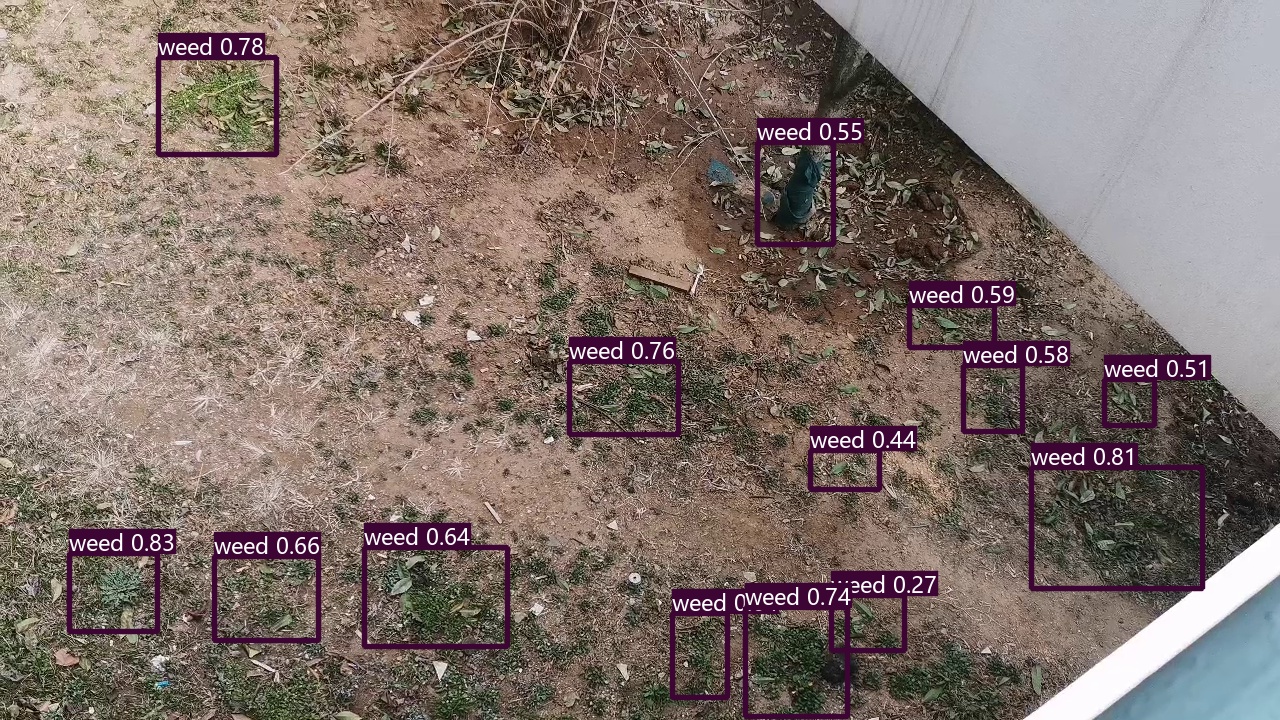 weed 0.78
weed 0.55
weed 0.59
weed 0.76
weed 0.58
weed 0.51
weed 0.44
weed 0.81
weed 0.83
weed 0.66
weed 0.64
weed
weed 0.74
weed 0.27